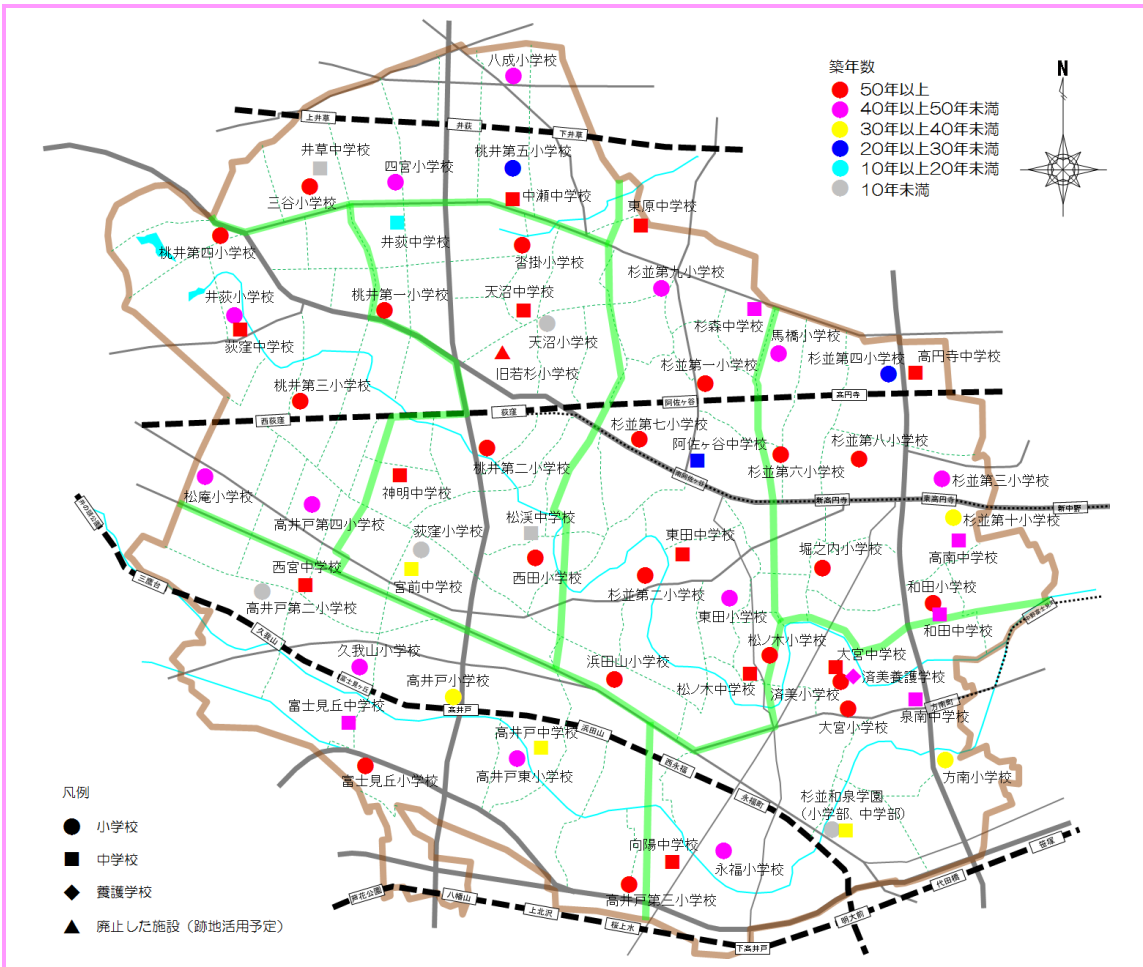 八成小学校
築年数
50年以上
40年以上50年未満
30年以上40年未満
20年以上30年未満
10年以上20年未満
10年未満
N
上井草
井荻
下井草
井草中学校
四宮小学校
桃井第五小学校
三谷小学校
中瀬中学校
東原中学校
井荻中学校
桃井第四小学校
沓掛小学校
杉並第九小学校
井荻小学校
桃井第一小学校
天沼中学校
杉森中学校
荻窪中学校
天沼小学校
馬橋小学校
旧若杉小学校
杉並第一小学校
杉並第四小学校
高円寺中学校
桃井第三小学校
西荻窪
荻窪
阿佐ヶ谷
高円寺
杉並第七小学校
阿佐ヶ谷中学校
杉並第八小学校
桃井第二小学校
杉並第六小学校
南阿佐ヶ谷
松庵小学校
神明中学校
杉並第三小学校
新高円寺
東高円寺
新中野
高井戸第四小学校
松渓中学校
杉並第十小学校
井の頭公園
荻窪小学校
東田中学校
堀之内小学校
高南中学校
西宮中学校
宮前中学校
西田小学校
三鷹台
高井戸第二小学校
杉並第二小学校
東田小学校
和田小学校
中野富士見町
和田中学校
久我山
久我山小学校
浜田山小学校
松ノ木小学校
大宮中学校
済美養護学校
富士見ヶ丘
高井戸小学校
松ノ木中学校
済美小学校
富士見丘中学校
高井戸
大宮小学校
泉南中学校
方南町
浜田山
高井戸中学校
西永福
富士見丘小学校
高井戸東小学校
方南小学校
凡例
永福町
杉並和泉学園
（小学部、中学部）
小学校
中学校
向陽中学校
永福小学校
笹塚
養護学校
高井戸第三小学校
代田橋
芦花公園
八幡山
上北沢
桜上水
明大前
廃止した施設（跡地活用予定）
下高井戸